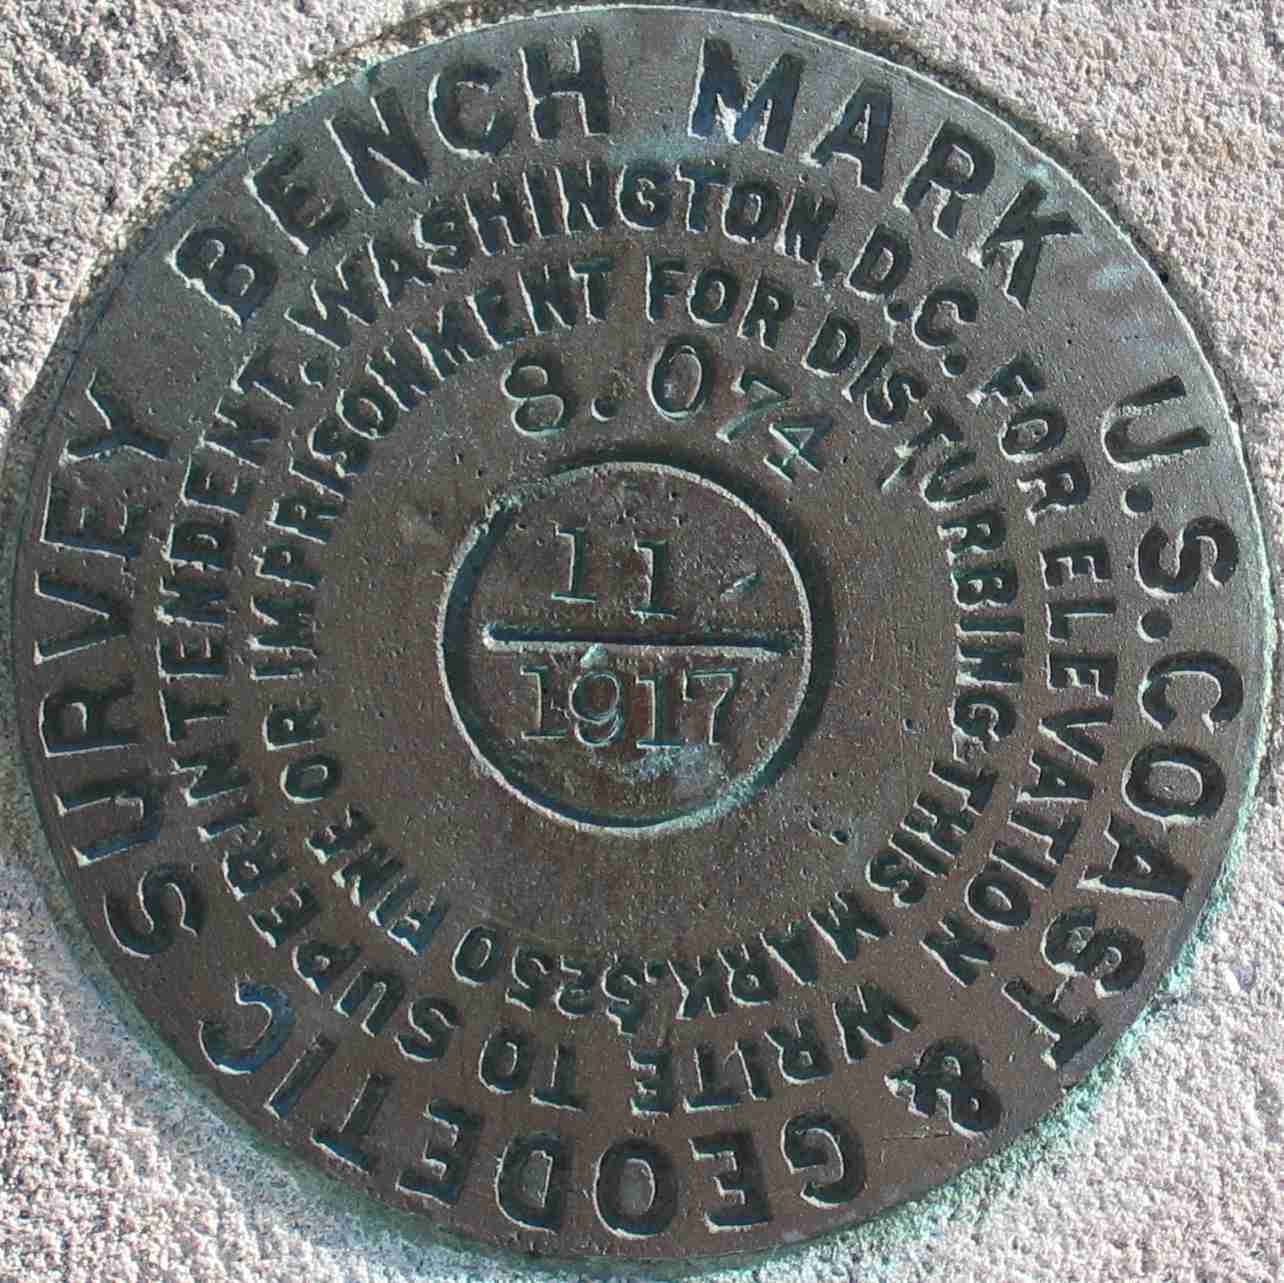 U.S. COAST & GEODETIC SURVEY BENCH MARK
FOR ELEVATION WRITE TO SUPERINTENDENT, WASHINGTON, D.C.
$250 FINE OR IMPRISONMENT FOR DISTURBING THIS MARK.
8.074
11
1917